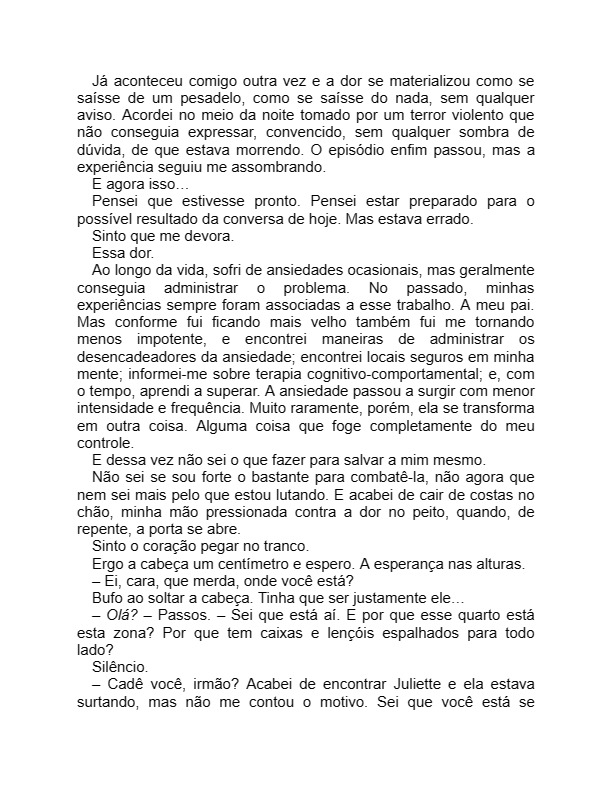 Já aconteceu comigo outra vez e a dor se materializou como se
saísse de um pesadelo, como se saísse do nada, sem qualquer
aviso. Acordei no meio da noite tomado por um terror violento que
não conseguia expressar, convencido, sem qualquer sombra de
dúvida, de que estava morrendo. O episódio enfim passou, mas a
experiência seguiu me assombrando.
E agora isso…
Pensei que estivesse pronto. Pensei estar preparado para o
possível resultado da conversa de hoje. Mas estava errado.
Sinto que me devora.
Essa dor.
Ao longo da vida, sofri de ansiedades ocasionais, mas geralmente
conseguia administrar o problema. No passado, minhas
experiências sempre foram associadas a esse trabalho. A meu pai.
Mas conforme fui ficando mais velho também fui me tornando
menos impotente, e encontrei maneiras de administrar os
desencadeadores da ansiedade; encontrei locais seguros em minha
mente; informei-me sobre terapia cognitivo-comportamental; e, com
o tempo, aprendi a superar. A ansiedade passou a surgir com menor
intensidade e frequência. Muito raramente, porém, ela se transforma
em outra coisa. Alguma coisa que foge completamente do meu
controle.
E dessa vez não sei o que fazer para salvar a mim mesmo.
Não sei se sou forte o bastante para combatê-la, não agora que
nem sei mais pelo que estou lutando. E acabei de cair de costas no
chão, minha mão pressionada contra a dor no peito, quando, de
repente, a porta se abre.
Sinto o coração pegar no tranco.
Ergo a cabeça um centímetro e espero. A esperança nas alturas.
– Ei, cara, que merda, onde você está?
Bufo ao soltar a cabeça. Tinha que ser justamente ele…
– Olá? – Passos. – Sei que está aí. E por que esse quarto está
esta zona? Por que tem caixas e lençóis espalhados para todo
lado?
Silêncio.
– Cadê você, irmão? Acabei de encontrar Juliette e ela estava
surtando, mas não me contou o motivo. Sei que você está se